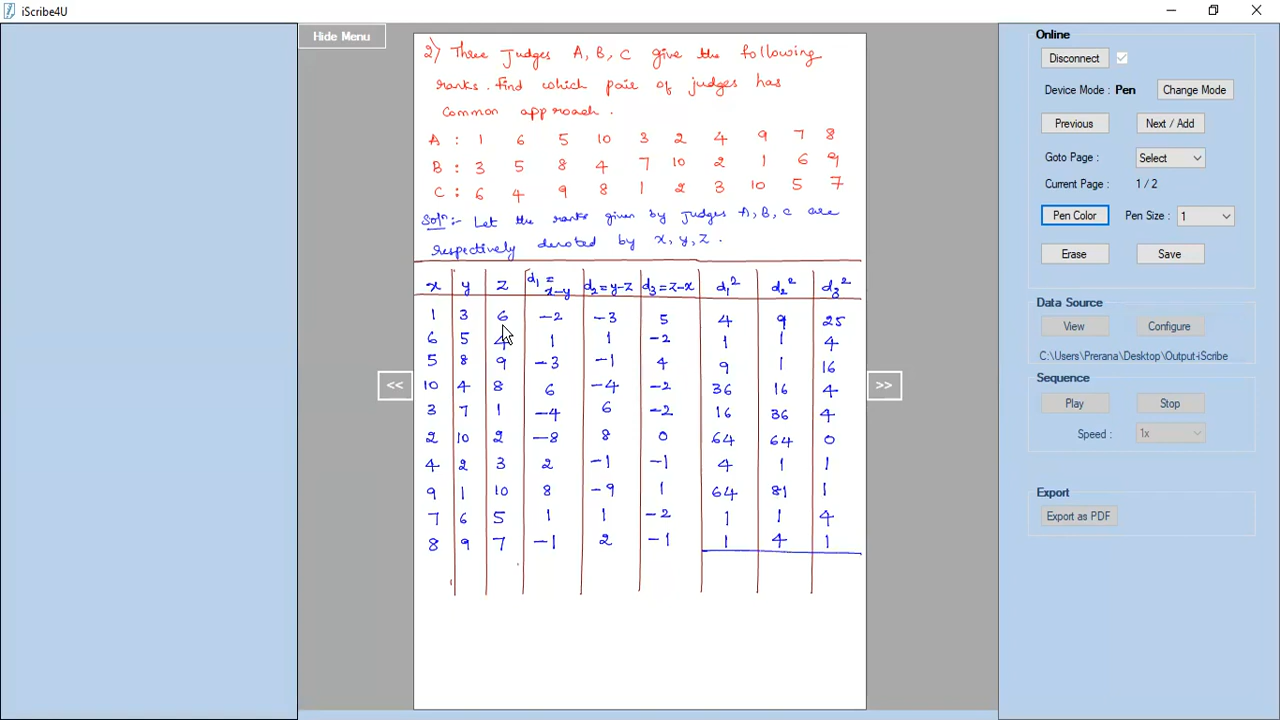 iScribe4U
Hide Menu
2) Three Judges A, B, C give the following
ranks. Find which pair of judges has
common approach.
A : 1 6 5 10 3 2 4 9 7 8
B : 3 5 8 4 7 10 2 1 6 9
C : 6 4 9 8 1 2 3 10 5 7
Solⁿ:- Let the ranks given by Judges A, B, C are
respectively denoted by x, y, z.
x y z d₁ = x-y d₂ = y-z d₃ = z-x d₁² d₂² d₃²
1 3 6 -2 -3 5 4 9 25
6 5 4 1 1 -2 1 1 4
5 8 9 -3 -1 4 9 1 16
10 4 8 6 -4 -2 36 16 4
3 7 1 -4 6 -2 16 36 4
2 10 2 -8 8 0 64 64 0
4 2 3 2 -1 -1 4 1 1
9 1 10 8 -9 1 64 81 1
7 6 5 1 1 -2 1 1 4
8 9 7 -1 2 -1 1 4 1
<<
>>
Online
Disconnect
Device Mode : Pen
Change Mode
Previous
Next / Add
Goto Page :
Select
Current Page :
1 / 2
Pen Color
Pen Size :
1
Erase
Save
Data Source
View
Configure
C:\Users\Prerana\Desktop\Output-iScribe
Sequence
Play
Stop
Speed :
1x
Export
Export as PDF